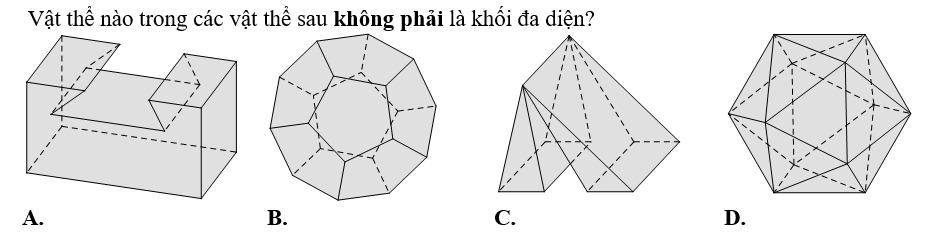 Vật thể nào trong các vật thể sau không phải là khối đa diện?
A. B. C. D.